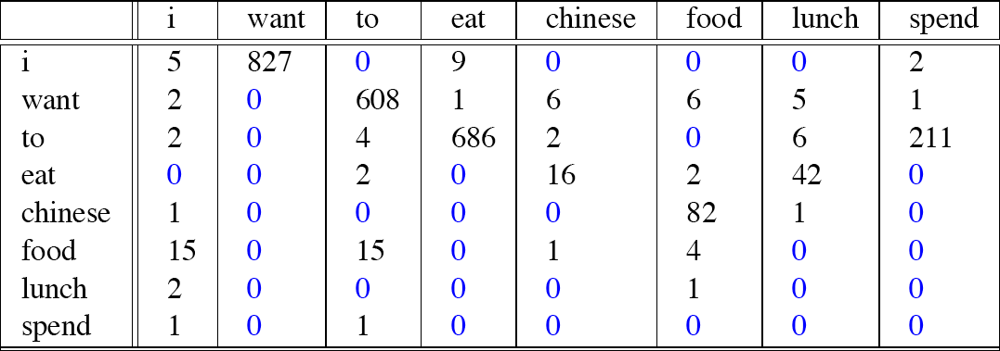 i want to eat chinese food lunch spend
i 5 827 0 9 0 0 0 2
want 2 0 608 1 6 6 5 1
to 2 0 4 686 2 0 6 211
eat 0 0 2 0 16 2 42 0
chinese 1 0 0 0 0 82 1 0
food 15 0 15 0 1 4 0 0
lunch 2 0 0 0 0 1 0 0
spend 1 0 1 0 0 0 0 0